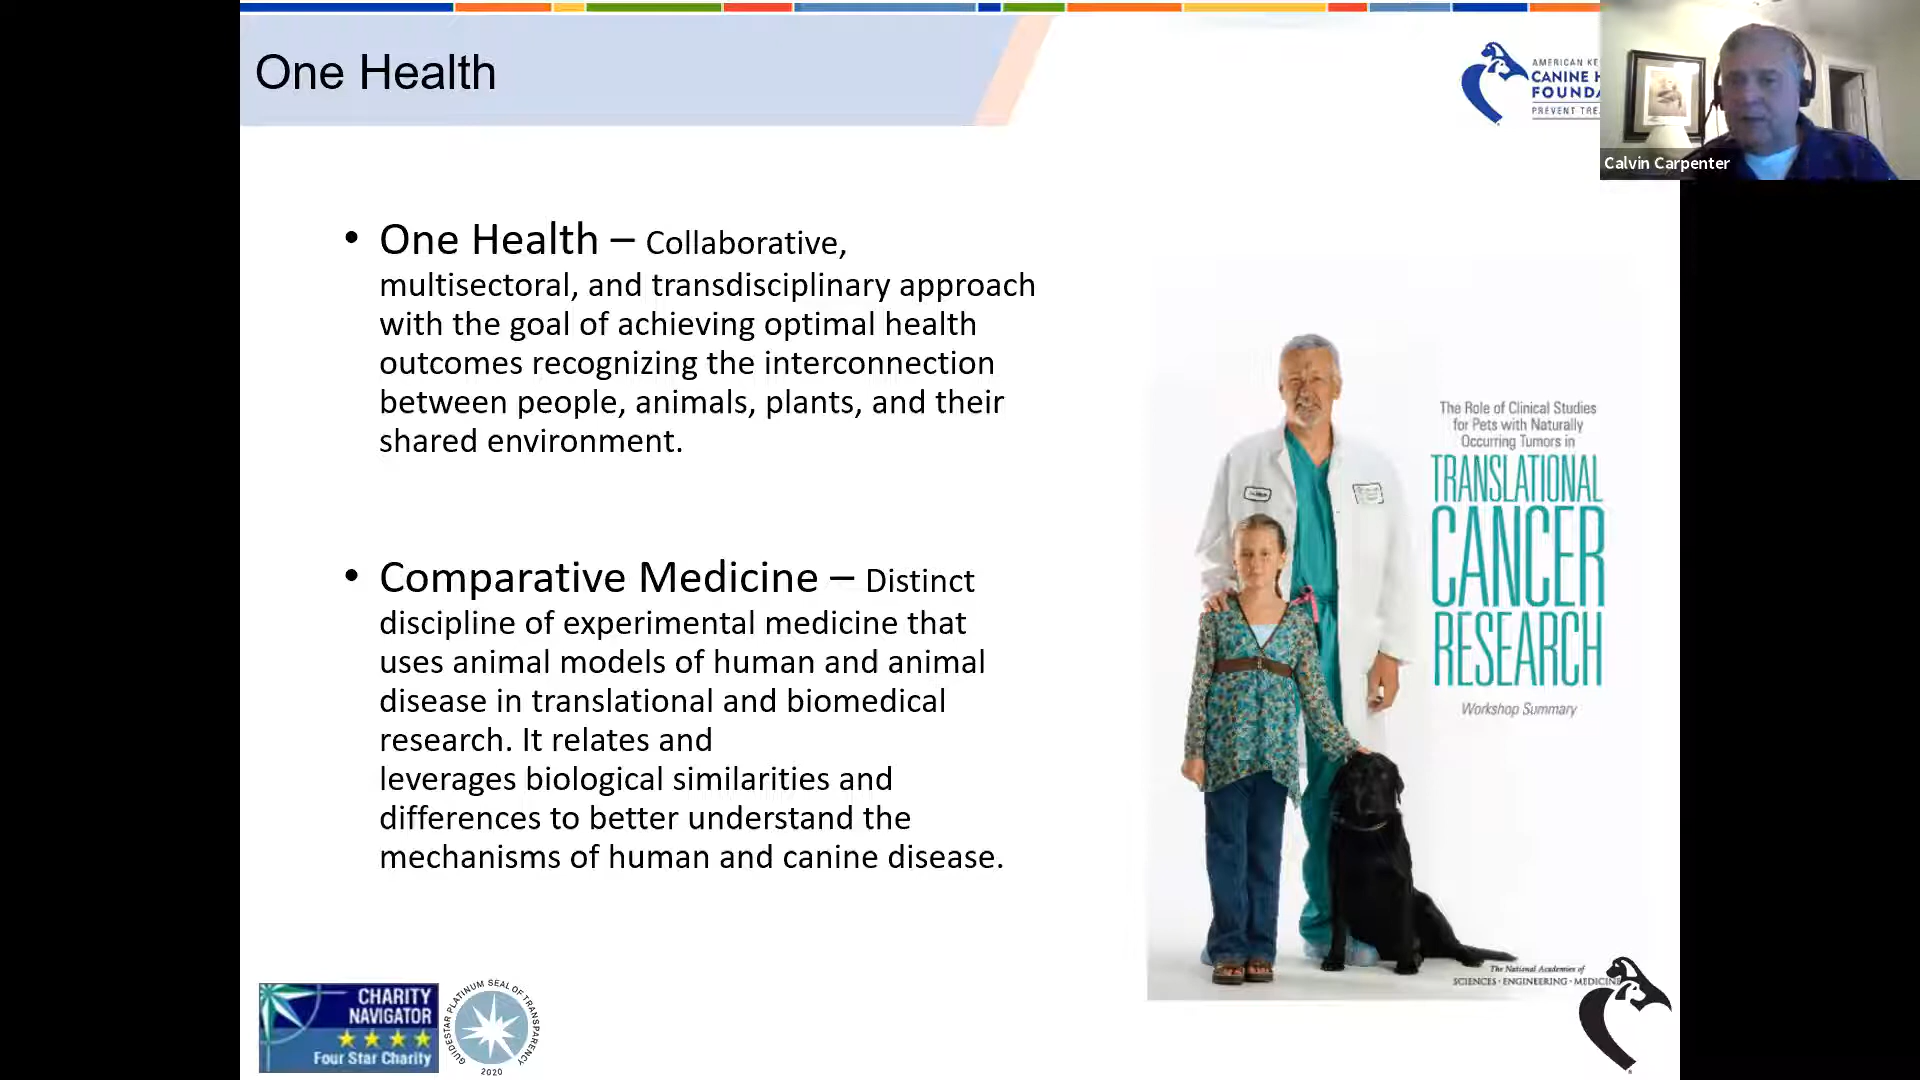 One Health
AMERICAN KE
CANINE H
FOUNDA
PREVENT TRE
Calvin Carpenter
• One Health – Collaborative,
multisectoral, and transdisciplinary approach
with the goal of achieving optimal health
outcomes recognizing the interconnection
between people, animals, plants, and their
shared environment.
• Comparative Medicine – Distinct
discipline of experimental medicine that
uses animal models of human and animal
disease in translational and biomedical
research. It relates and
leverages biological similarities and
differences to better understand the
mechanisms of human and canine disease.
The Role of Clinical Studies
for Pets with Naturally
Occurring Tumors in
TRANSLATIONAL
CANCER
RESEARCH
Workshop Summary
The National Academies of
SCIENCES • ENGINEERING • MEDICINE
CHARITY
NAVIGATOR
Four Star Charity
GUIDESTAR PLATINUM SEAL OF TRANSPARENCY
2020